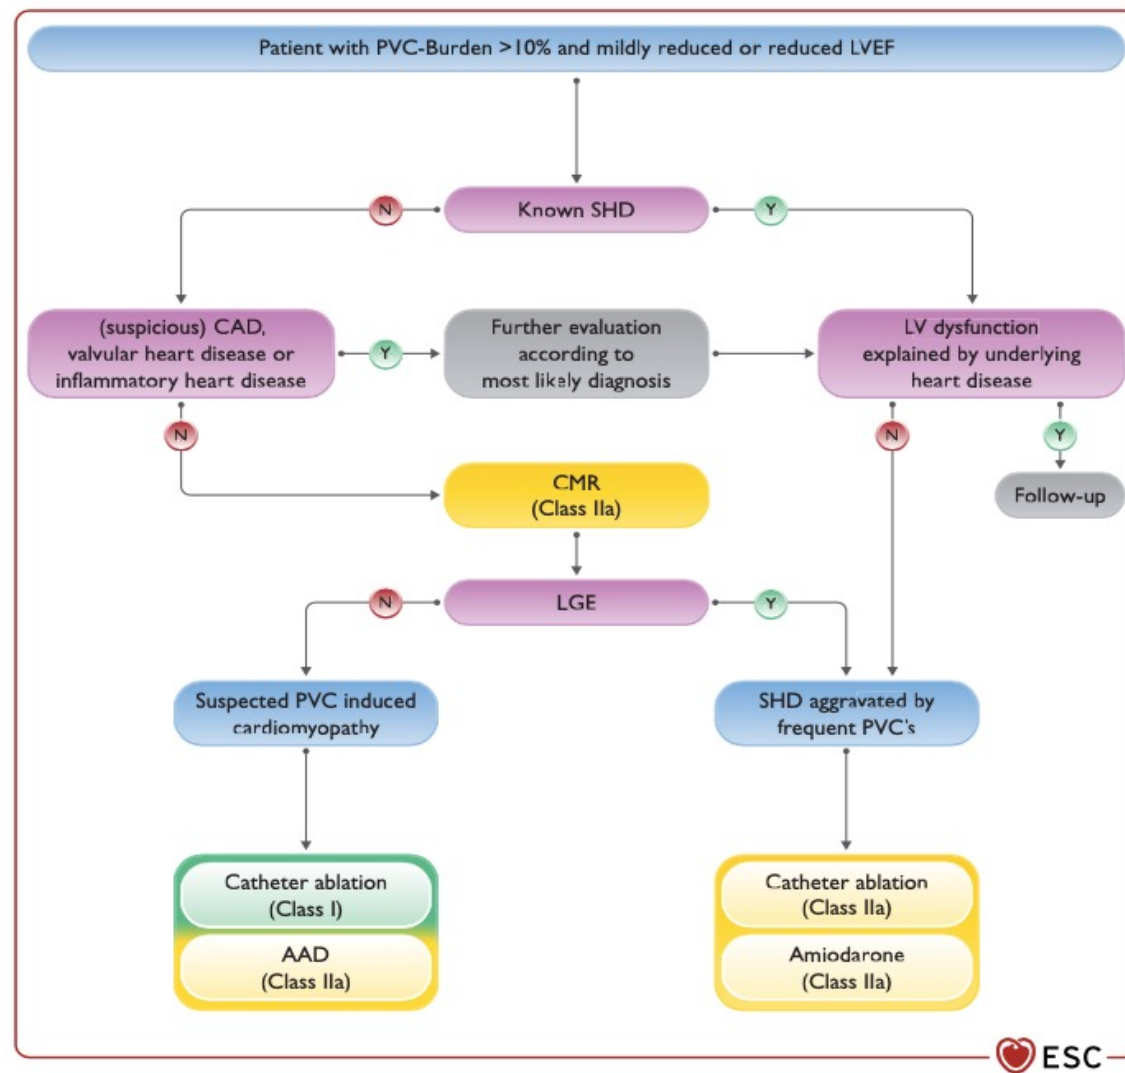 Patient with PVC-Burden >10% and mildly reduced or reduced LVEF
N
Known SHD
Y
(suspicious) CAD,
valvular heart disease or
inflammatory heart disease
Y
Further evaluation
according to
most likely diagnosis
LV dysfunction
explained by underlying
heart disease
N
N
Y
CMR
(Class IIa)
Follow-up
N
LGE
Y
Suspected PVC induced
cardiomyopathy
SHD aggravated by
frequent PVC's
Catheter ablation
(Class I)
AAD
(Class IIa)
Catheter ablation
(Class IIa)
Amiodarone
(Class IIa)
ESC